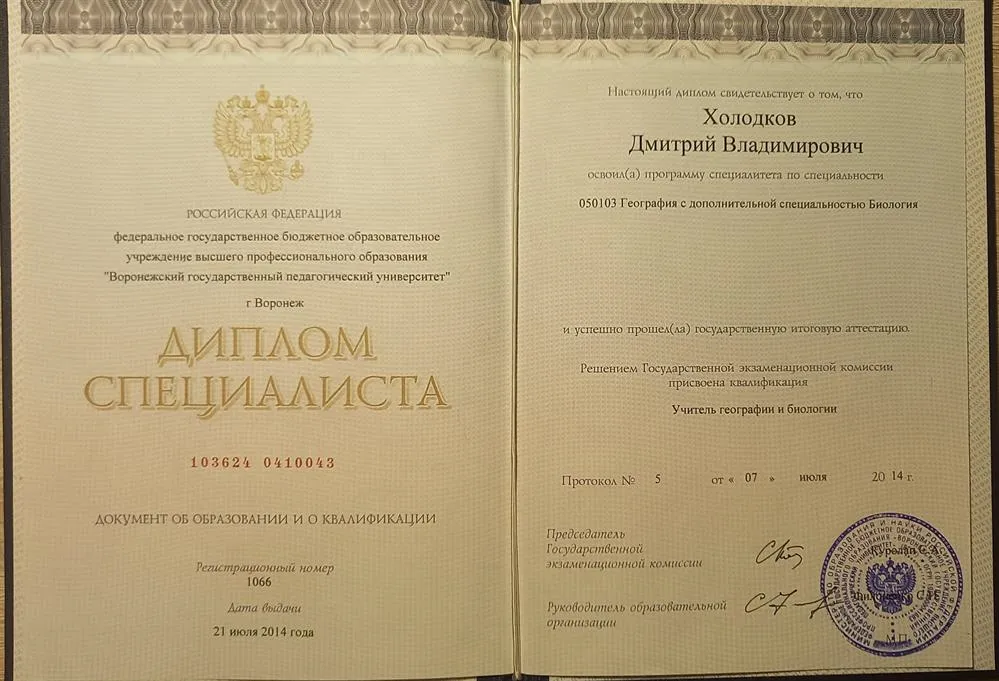 РОССИЙСКАЯ ФЕДЕРАЦИЯ
федеральное государственное бюджетное образовательное
учреждение высшего профессионального образования
"Воронежский государственный педагогический университет"
г Воронеж
ДИПЛОМ
СПЕЦИАЛИСТА
103624 0410043
ДОКУМЕНТ ОБ ОБРАЗОВАНИИ И О КВАЛИФИКАЦИИ
Регистрационный номер
1066
Дата выдачи
21 июля 2014 года
Настоящий диплом свидетельствует о том, что
Холодков
Дмитрий Владимирович
освоил(а) программу специалитета по специальности
050103 География с дополнительной специальностью Биология
и успешно прошел(ла) государственную итоговую аттестацию.
Решением Государственной экзаменационной комиссии
присвоена квалификация
Учитель географии и биологии
Протокол № 5 от « 07 » июля 20 14 г.
Председатель
Государственной
экзаменационной комиссии
Куролап С.А.
Руководитель образовательной
организации
М.П.